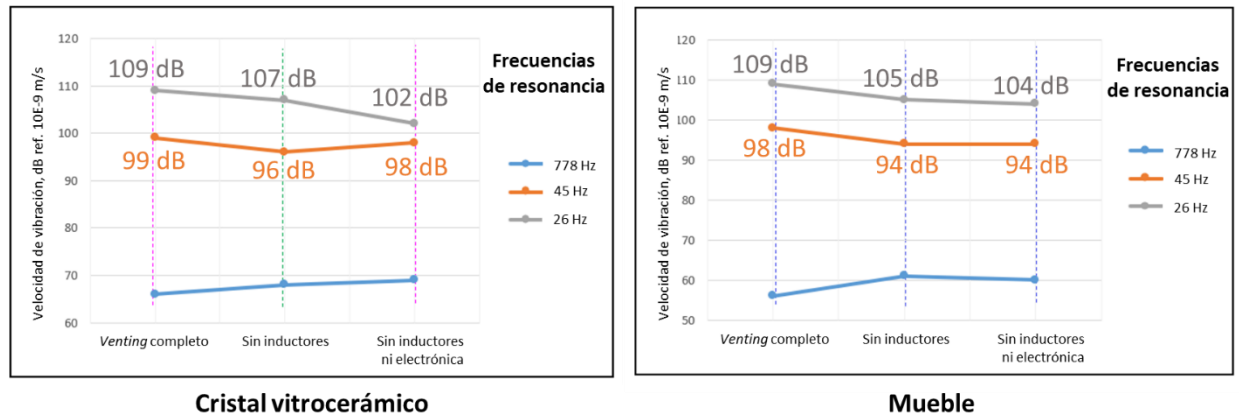 120
110
100
90
80
70
60
Velocidad de vibración, dB ref. 10E-9 m/s
109 dB
107 dB
102 dB
99 dB
96 dB
98 dB
Venting completo
Sin inductores
Sin inductores
ni electrónica
Frecuencias
de resonancia
778 Hz
45 Hz
26 Hz
Cristal vitrocerámico
120
110
100
90
80
70
60
50
Velocidad de vibración, dB ref. 10E-9 m/s
109 dB
105 dB
104 dB
98 dB
94 dB
94 dB
Venting completo
Sin inductores
Sin inductores
ni electrónica
Frecuencias
de resonancia
778 Hz
45 Hz
26 Hz
Mueble